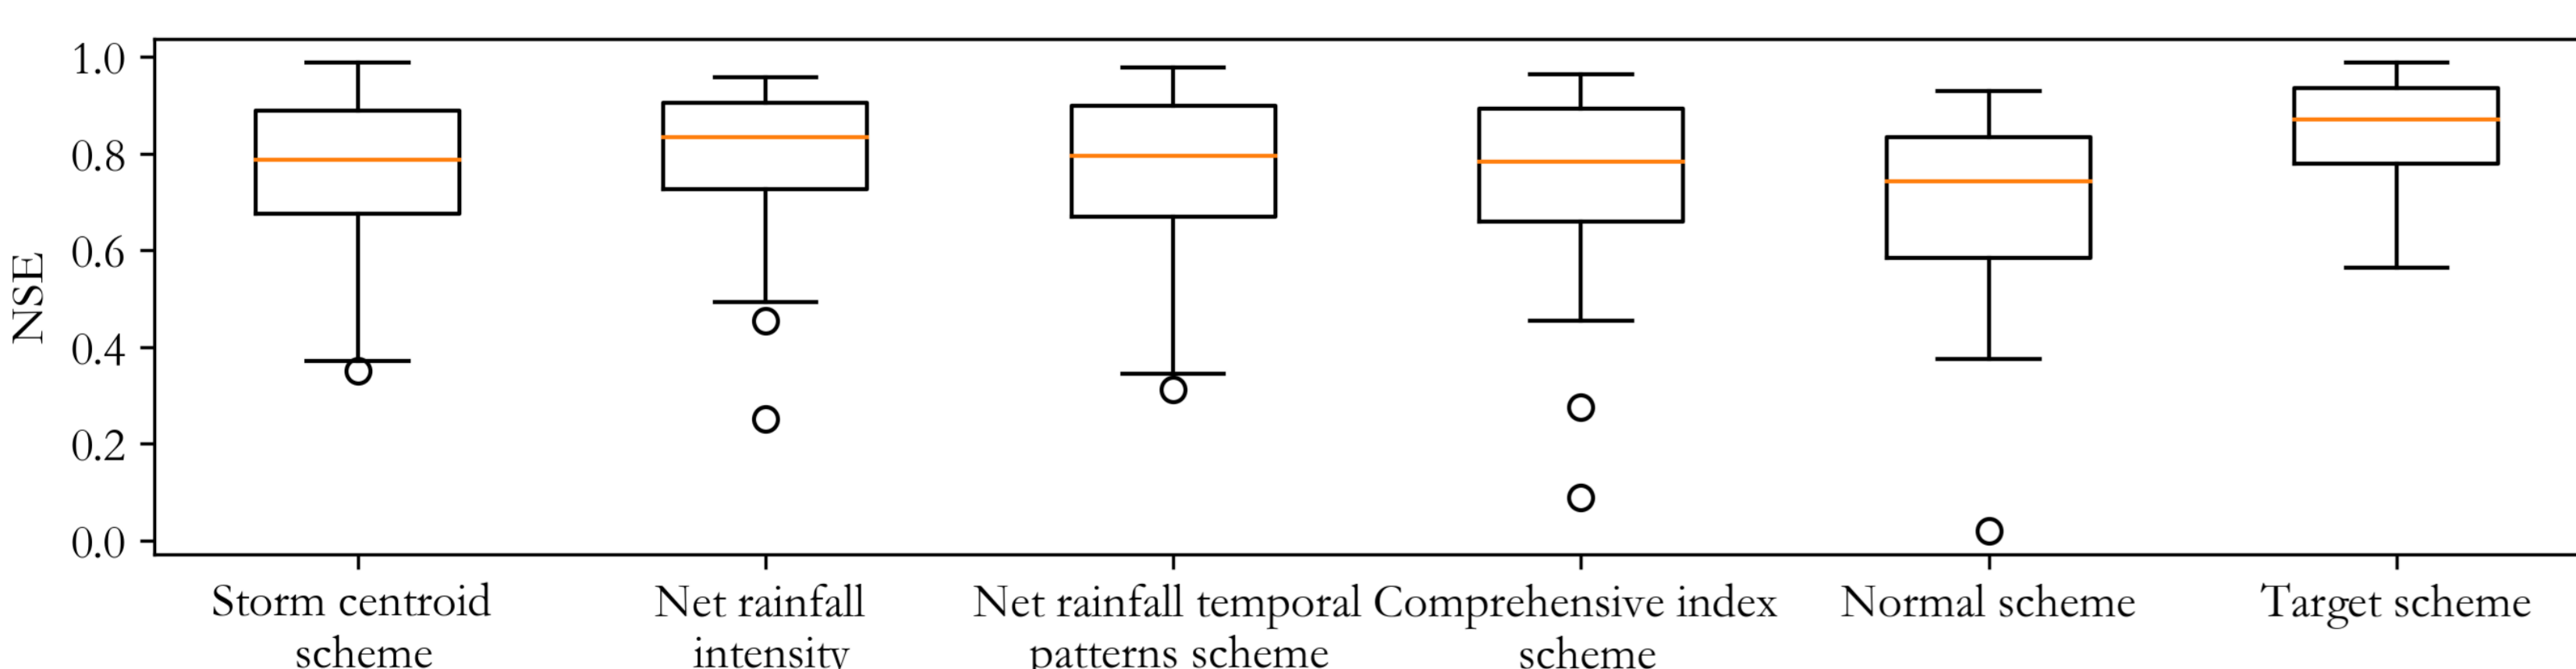 1.0
0.8
0.6
0.4
0.2
0.0
NSE
Storm centroid
scheme
Net rainfall
intensity
Net rainfall temporal
patterns scheme
Comprehensive index
scheme
Normal scheme
Target scheme